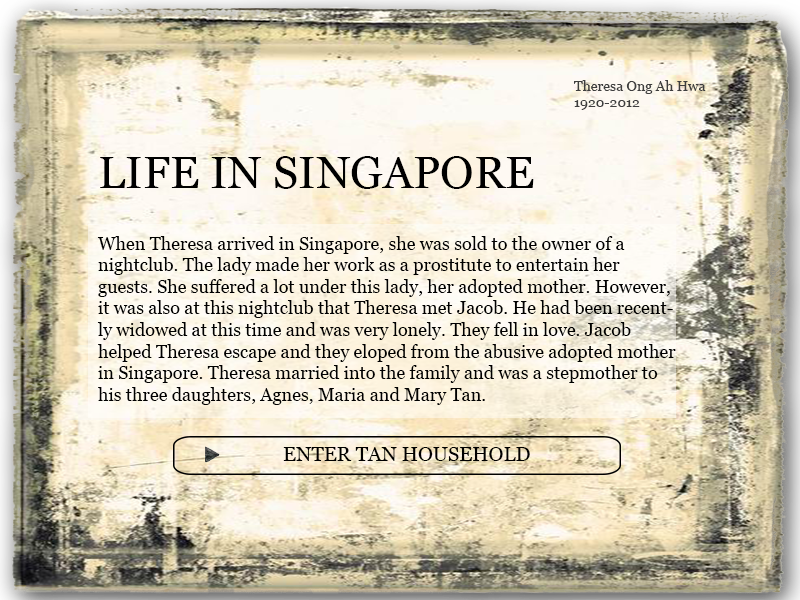 Theresa Ong Ah Hwa
1920-2012
LIFE IN SINGAPORE
When Theresa arrived in Singapore, she was sold to the owner of a
nightclub. The lady made her work as a prostitute to entertain her
guests. She suffered a lot under this lady, her adopted mother. However,
it was also at this nightclub that Theresa met Jacob. He had been recent-
ly widowed at this time and was very lonely. They fell in love. Jacob
helped Theresa escape and they eloped from the abusive adopted mother
in Singapore. Theresa married into the family and was a stepmother to
his three daughters, Agnes, Maria and Mary Tan.
ENTER TAN HOUSEHOLD